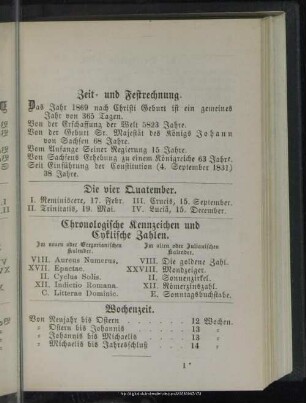 Zeit- und Festrechnung.
Das Jahr 1869 nach Christi Geburt ist ein gemeines
Jahr von 365 Tagen.
Von der Erschaffung der Welt 5823 Jahre.
Von der Geburt Sr. Majestät des Königs Johann
von Sachsen 68 Jahre.
Vom Anfange Seiner Regierung 15 Jahre.
Von Sachsens Erhebung zu einem Königreiche 63 Jahre.
Seit Einführung der Constitution (4. September 1831)
38 Jahre.
Die vier Quatember.
I. Reminiscere, 17. Febr. III. Crucis, 15. September.
II. Trinitatis, 19. Mai. IV. Luciä, 15. December.
Chronologische Kennzeichen und
Cyklische Zahlen.
Im neuen oder Gregorianischen Kalender.
Im alten oder Julianischen Kalender.
VIII. Aureus Numerus. VIII. Die goldene Zahl.
XVII. Epactae. XXVIII. Mondzeiger.
II. Cyclus Solis. II. Sonnenzirkel.
XII. Indictio Romana. XII. Römerzinszahl.
C. Litterae Dominic. E. Sonntagsbuchstabe.
Wochenzeit.
Von Neujahr bis Ostern 12 Wochen.
" Ostern bis Johannis 13 "
" Johannis bis Michaelis 13 "
" Michaelis bis Jahresschluß 14 "
1*